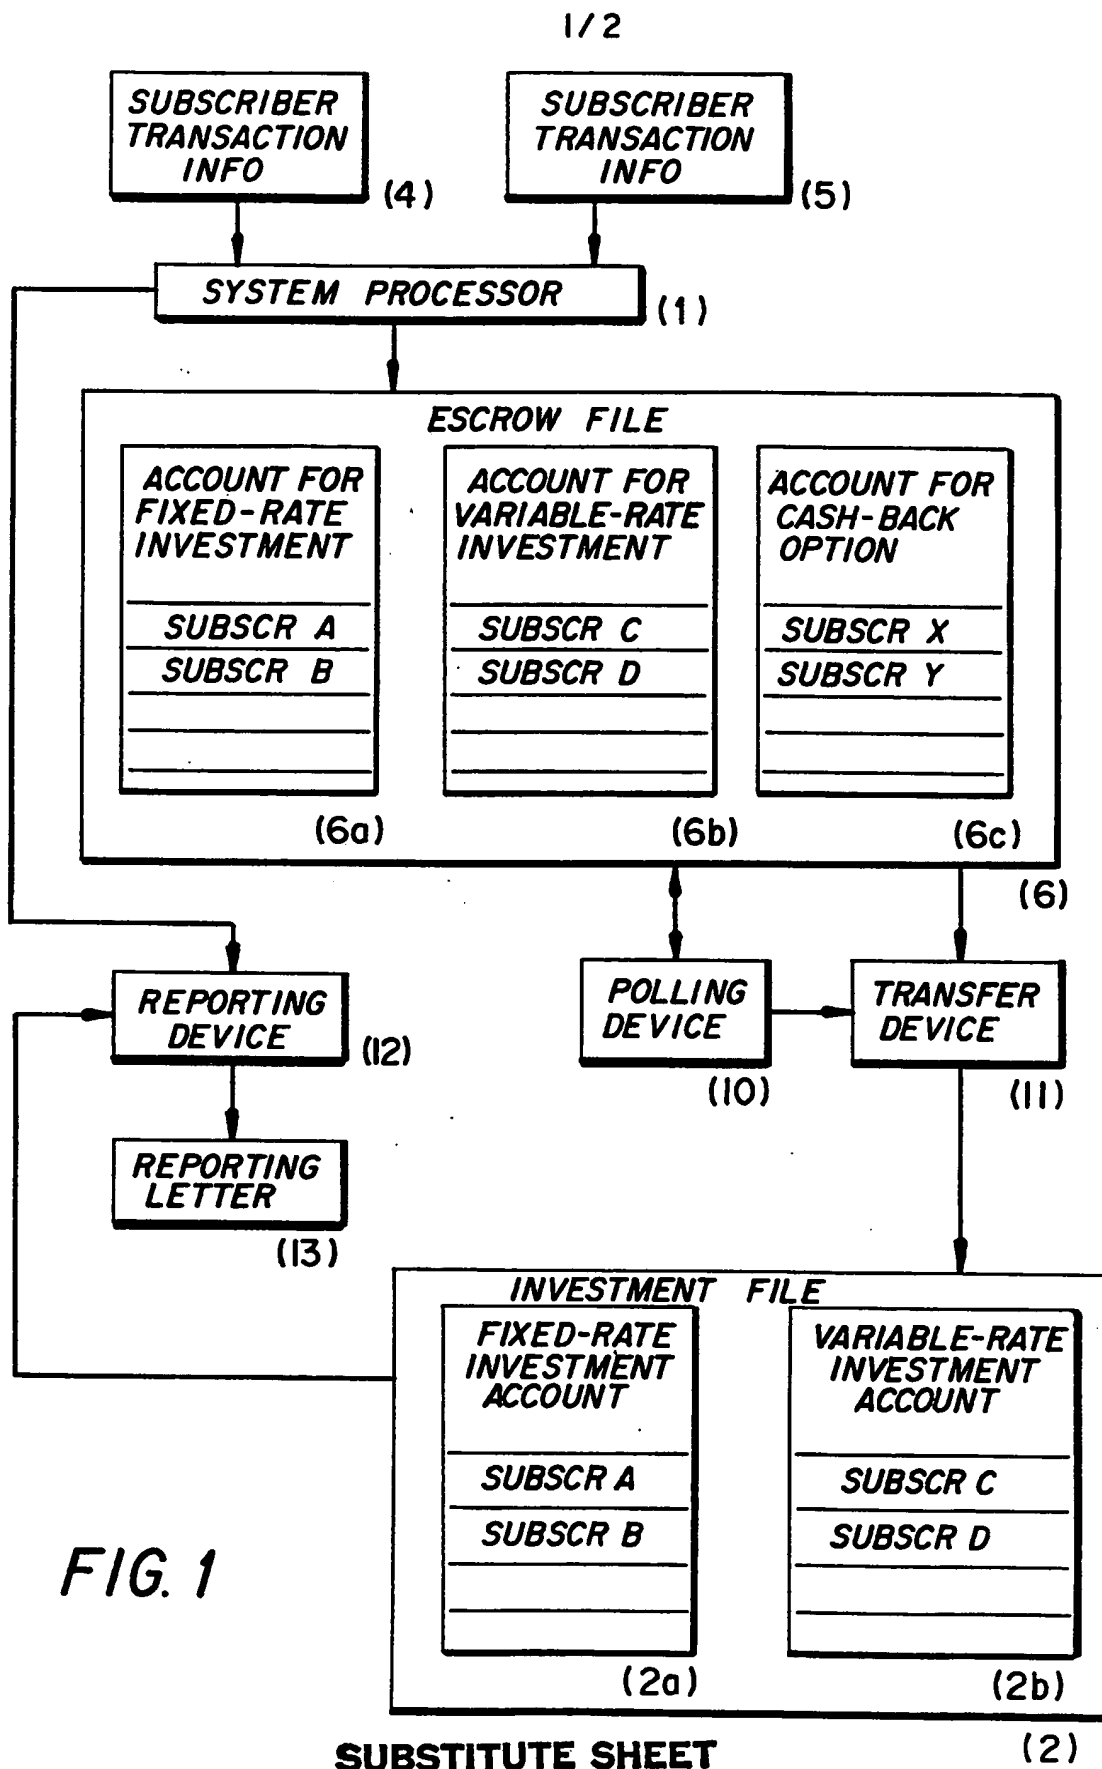 1/2
SUBSCRIBER
TRANSACTION
INFO
(4)
SUBSCRIBER
TRANSACTION
INFO
(5)
SYSTEM PROCESSOR
(1)
ESCROW FILE
ACCOUNT FOR
FIXED-RATE
INVESTMENT
SUBSCR A
SUBSCR B
(6a)
ACCOUNT FOR
VARIABLE-RATE
INVESTMENT
SUBSCR C
SUBSCR D
(6b)
ACCOUNT FOR
CASH-BACK
OPTION
SUBSCR X
SUBSCR Y
(6c)
(6)
REPORTING
DEVICE
(12)
POLLING
DEVICE
(10)
TRANSFER
DEVICE
(11)
REPORTING
LETTER
(13)
INVESTMENT FILE
FIXED-RATE
INVESTMENT
ACCOUNT
SUBSCR A
SUBSCR B
(2a)
VARIABLE-RATE
INVESTMENT
ACCOUNT
SUBSCR C
SUBSCR D
(2b)
(2)
FIG. 1
SUBSTITUTE SHEET